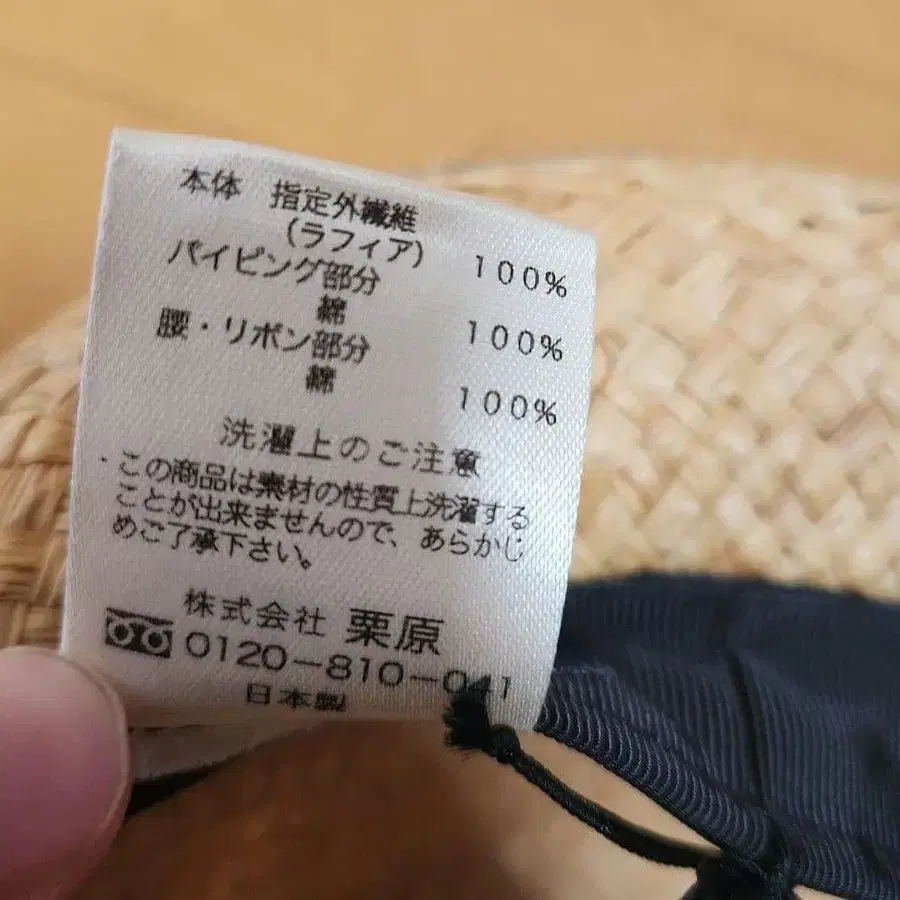 本体 指定外繊維
(ラフィア) 100%
パイピング部分
綿 100%
腰・リボン部分
綿 100%
洗濯上のご注意
・この商品は素材の性質上洗濯する
ことが出来ませんので、あらかじ
めご了承下さい。
株式会社 栗原
0120-810-041
日本製